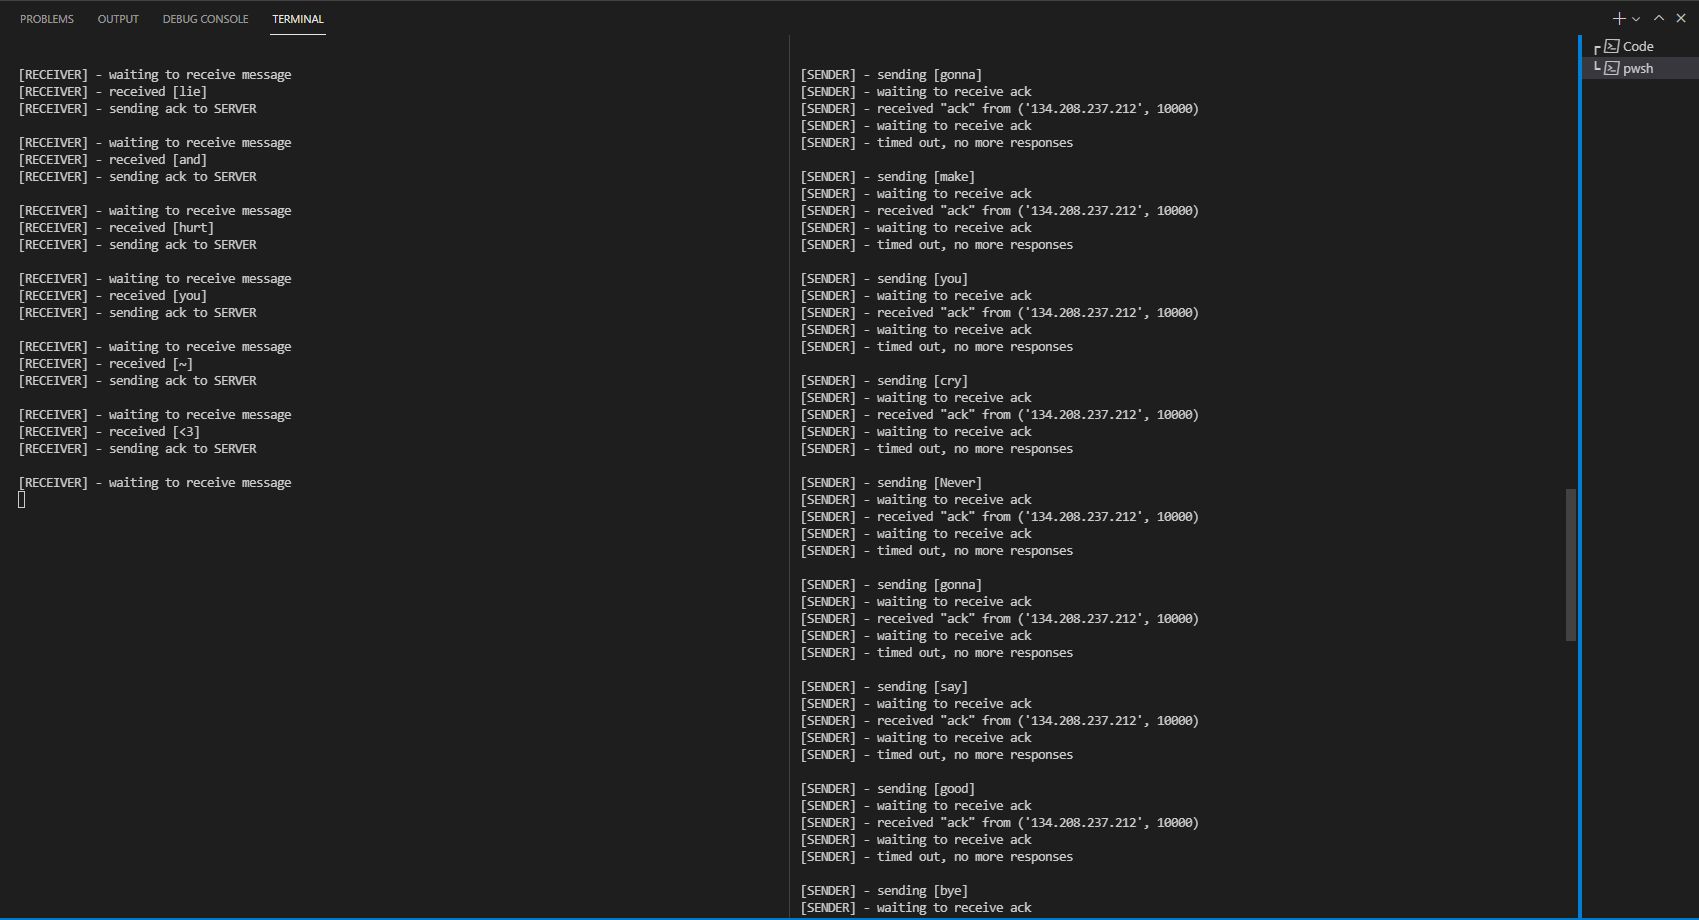 PROBLEMS OUTPUT DEBUG CONSOLE TERMINAL
[RECEIVER] - waiting to receive message
[RECEIVER] - received [lie]
[RECEIVER] - sending ack to SERVER
[RECEIVER] - waiting to receive message
[RECEIVER] - received [and]
[RECEIVER] - sending ack to SERVER
[RECEIVER] - waiting to receive message
[RECEIVER] - received [hurt]
[RECEIVER] - sending ack to SERVER
[RECEIVER] - waiting to receive message
[RECEIVER] - received [you]
[RECEIVER] - sending ack to SERVER
[RECEIVER] - waiting to receive message
[RECEIVER] - received [~]
[RECEIVER] - sending ack to SERVER
[RECEIVER] - waiting to receive message
[RECEIVER] - received [<3]
[RECEIVER] - sending ack to SERVER
[RECEIVER] - waiting to receive message
[SENDER] - sending [gonna]
[SENDER] - waiting to receive ack
[SENDER] - received "ack" from ('134.208.237.212', 10000)
[SENDER] - waiting to receive ack
[SENDER] - timed out, no more responses
[SENDER] - sending [make]
[SENDER] - waiting to receive ack
[SENDER] - received "ack" from ('134.208.237.212', 10000)
[SENDER] - waiting to receive ack
[SENDER] - timed out, no more responses
[SENDER] - sending [you]
[SENDER] - waiting to receive ack
[SENDER] - received "ack" from ('134.208.237.212', 10000)
[SENDER] - waiting to receive ack
[SENDER] - timed out, no more responses
[SENDER] - sending [cry]
[SENDER] - waiting to receive ack
[SENDER] - received "ack" from ('134.208.237.212', 10000)
[SENDER] - waiting to receive ack
[SENDER] - timed out, no more responses
[SENDER] - sending [Never]
[SENDER] - waiting to receive ack
[SENDER] - received "ack" from ('134.208.237.212', 10000)
[SENDER] - waiting to receive ack
[SENDER] - timed out, no more responses
[SENDER] - sending [gonna]
[SENDER] - waiting to receive ack
[SENDER] - received "ack" from ('134.208.237.212', 10000)
[SENDER] - waiting to receive ack
[SENDER] - timed out, no more responses
[SENDER] - sending [say]
[SENDER] - waiting to receive ack
[SENDER] - received "ack" from ('134.208.237.212', 10000)
[SENDER] - waiting to receive ack
[SENDER] - timed out, no more responses
[SENDER] - sending [good]
[SENDER] - waiting to receive ack
[SENDER] - received "ack" from ('134.208.237.212', 10000)
[SENDER] - waiting to receive ack
[SENDER] - timed out, no more responses
[SENDER] - sending [bye]
[SENDER] - waiting to receive ack
Code
pwsh